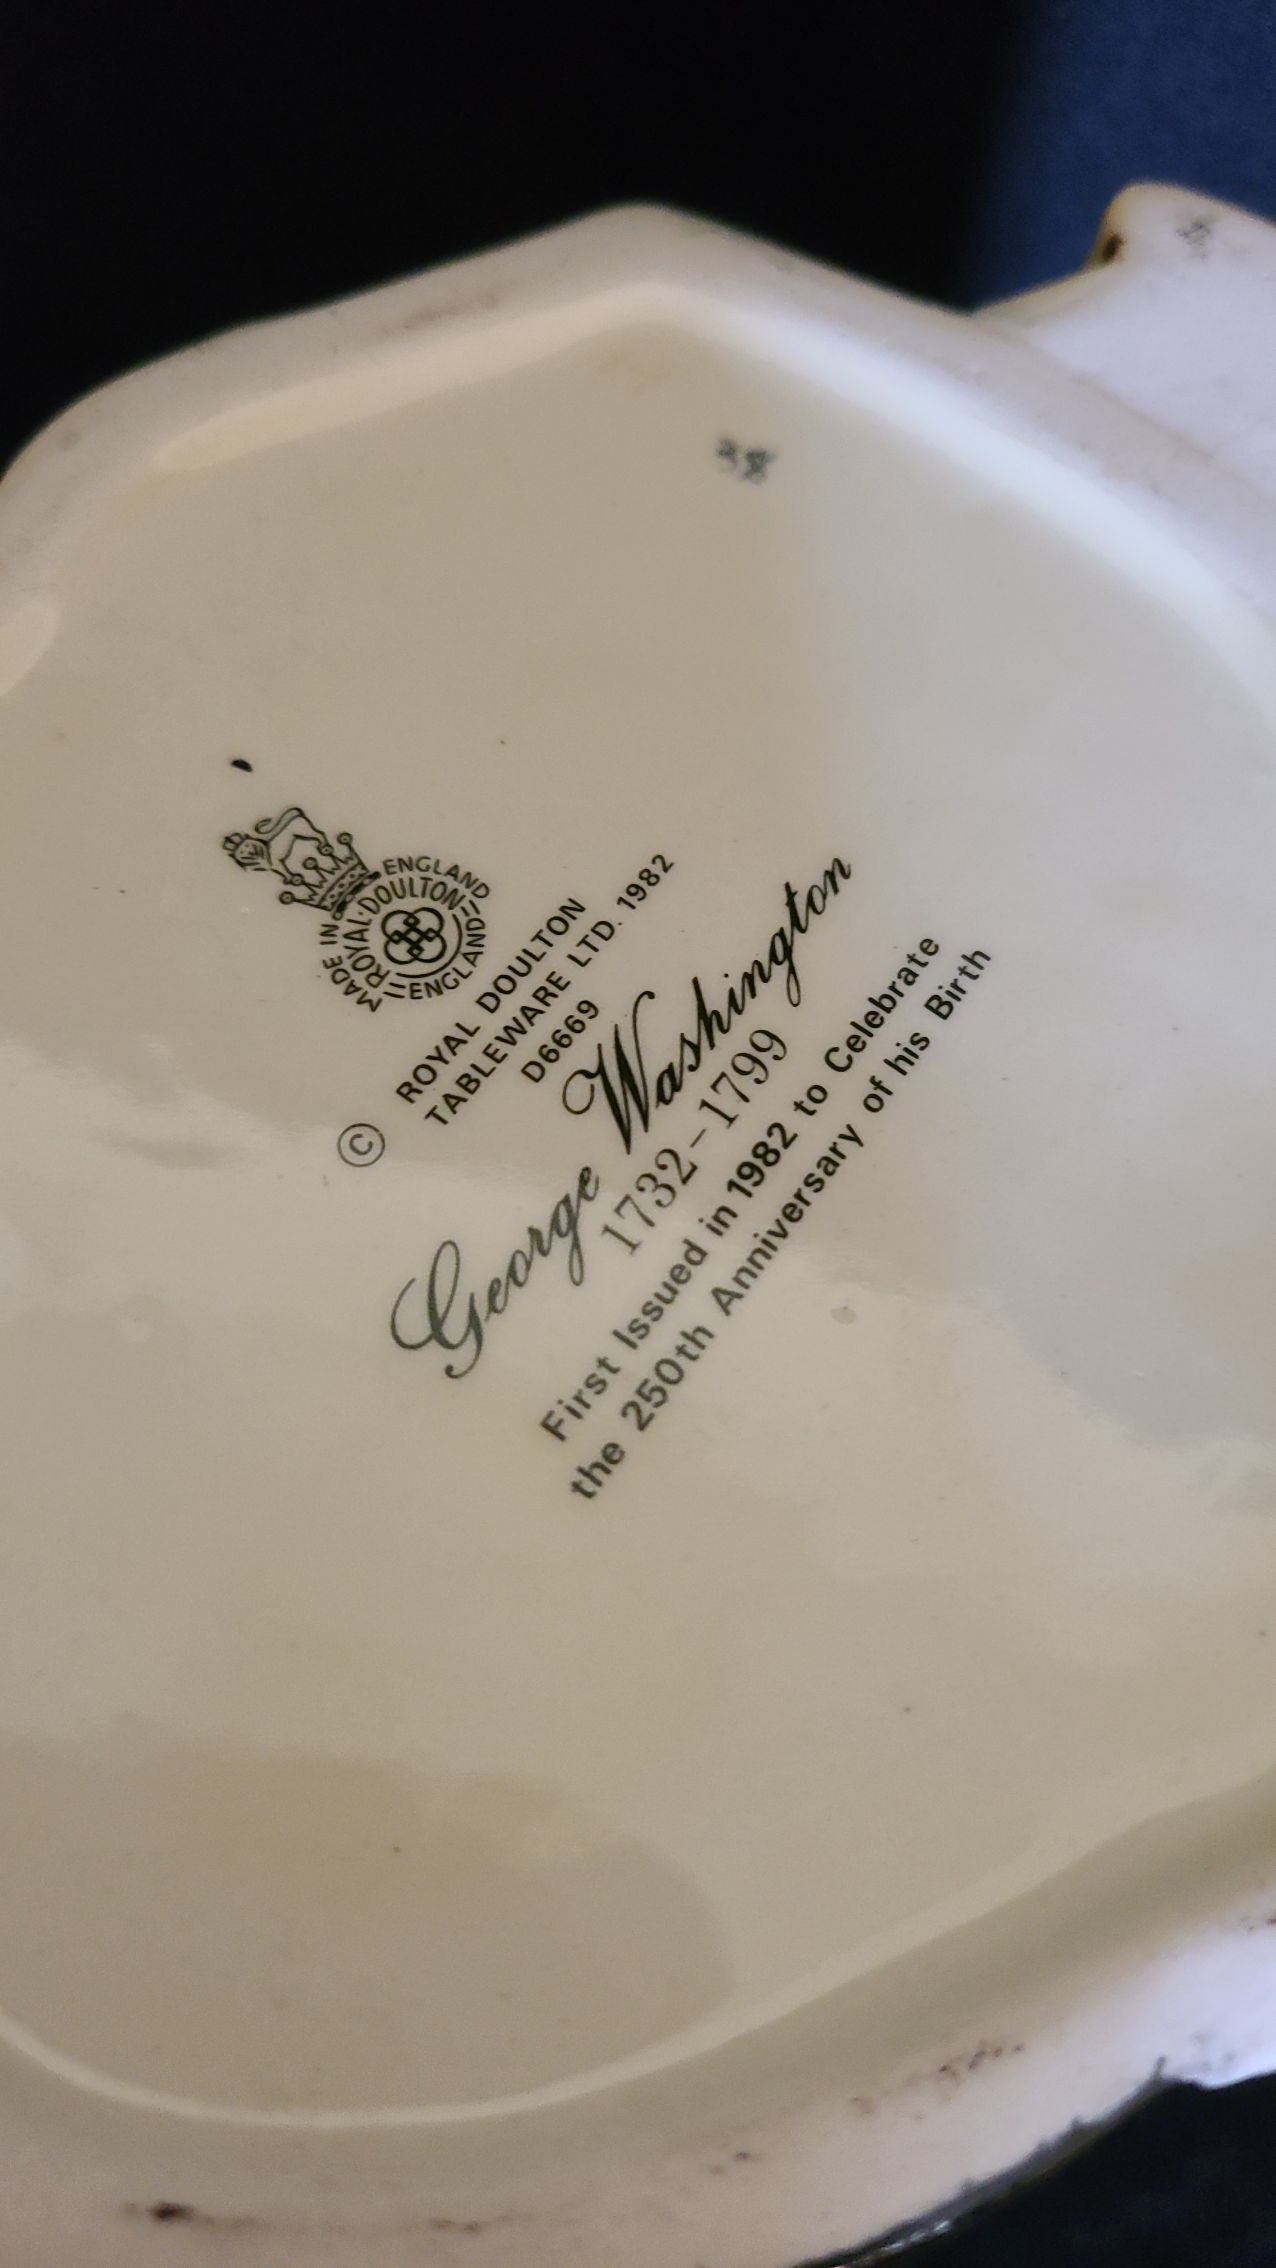 MADE IN ENGLAND
ROYAL·DOULTON
ENGLAND
©
ROYAL DOULTON
TABLEWARE LTD. 1982
D6669
George Washington
1732-1799
First Issued in 1982 to Celebrate
the 250th Anniversary of his Birth